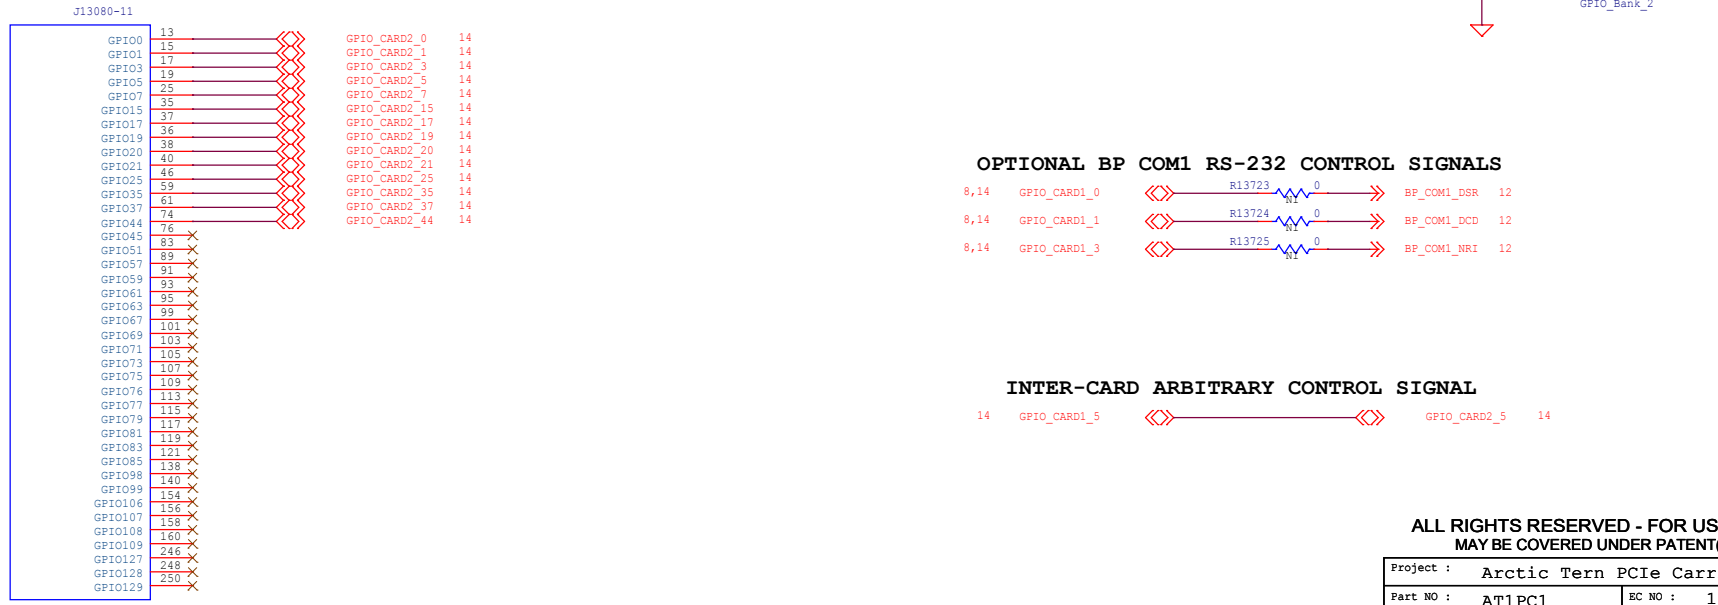 J13080-11
GPIO_Bank_2
GPIO0 13 GPIO_CARD2_0 14
GPIO1 15 GPIO_CARD2_1 14
GPIO3 17 GPIO_CARD2_3 14
GPIO5 19 GPIO_CARD2_5 14
GPIO7 25 GPIO_CARD2_7 14
GPIO15 35 GPIO_CARD2_15 14
GPIO17 37 GPIO_CARD2_17 14
GPIO19 36 GPIO_CARD2_19 14
GPIO20 38 GPIO_CARD2_20 14
GPIO21 40 GPIO_CARD2_21 14
GPIO25 46 GPIO_CARD2_25 14
GPIO35 59 GPIO_CARD2_35 14
GPIO37 61 GPIO_CARD2_37 14
GPIO44 74 GPIO_CARD2_44 14
GPIO45 76
GPIO51 83
GPIO57 89
GPIO59 91
GPIO61 93
GPIO63 95
GPIO67 99
GPIO69 101
GPIO71 103
GPIO73 105
GPIO75 107
GPIO76 109
GPIO77 113
GPIO79 115
GPIO81 117
GPIO83 119
GPIO85 121
GPIO98 138
GPIO99 140
GPIO106 154
GPIO107 156
GPIO108 158
GPIO109 160
GPIO127 246
GPIO128 248
GPIO129 250
OPTIONAL BP COM1 RS-232 CONTROL SIGNALS
8,14 GPIO_CARD1_0 R13723 0 NI BP_COM1_DSR 12
8,14 GPIO_CARD1_1 R13724 0 NI BP_COM1_DCD 12
8,14 GPIO_CARD1_3 R13725 0 NI BP_COM1_NRI 12
INTER-CARD ARBITRARY CONTROL SIGNAL
14 GPIO_CARD1_5 GPIO_CARD2_5 14
ALL RIGHTS RESERVED - FOR US
MAY BE COVERED UNDER PATENT(
Project : Arctic Tern PCIe Carr
Part NO : AT1PC1 EC NO : 1